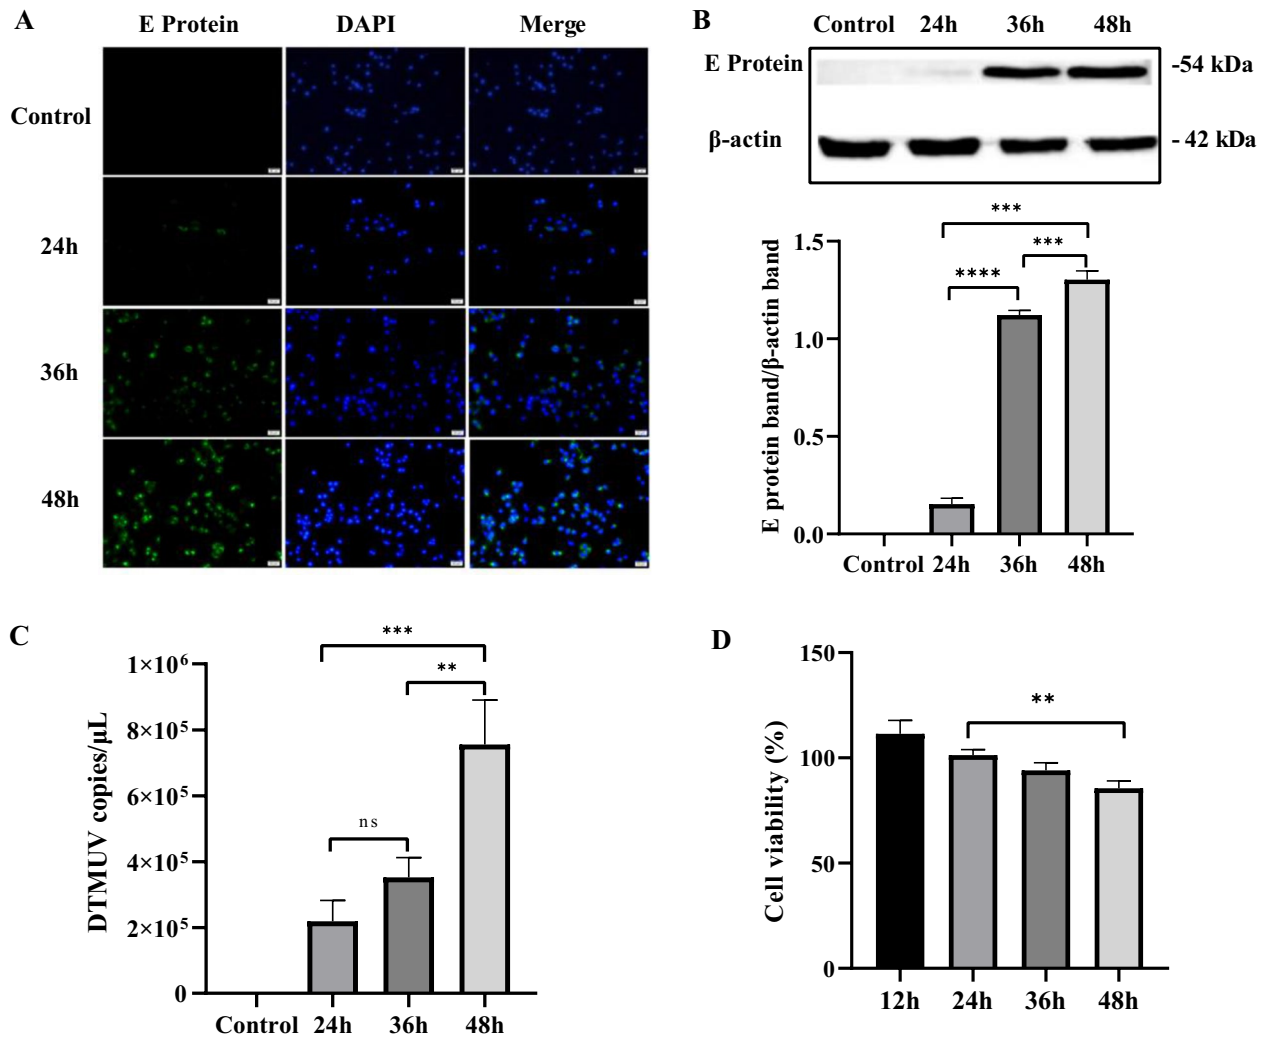 A
E Protein DAPI Merge
Control
24h
36h
48h
B
Control 24h 36h 48h
E Protein
-54 kDa
β-actin
- 42 kDa
***
***
****
E protein band/β-actin band
1.5
1.0
0.5
0.0
Control 24h 36h 48h
C
***
**
ns
DTMUV copies/μL
1×10⁶
8×10⁵
6×10⁵
4×10⁵
2×10⁵
0
Control 24h 36h 48h
D
**
Cell viability (%)
150
100
50
0
12h 24h 36h 48h